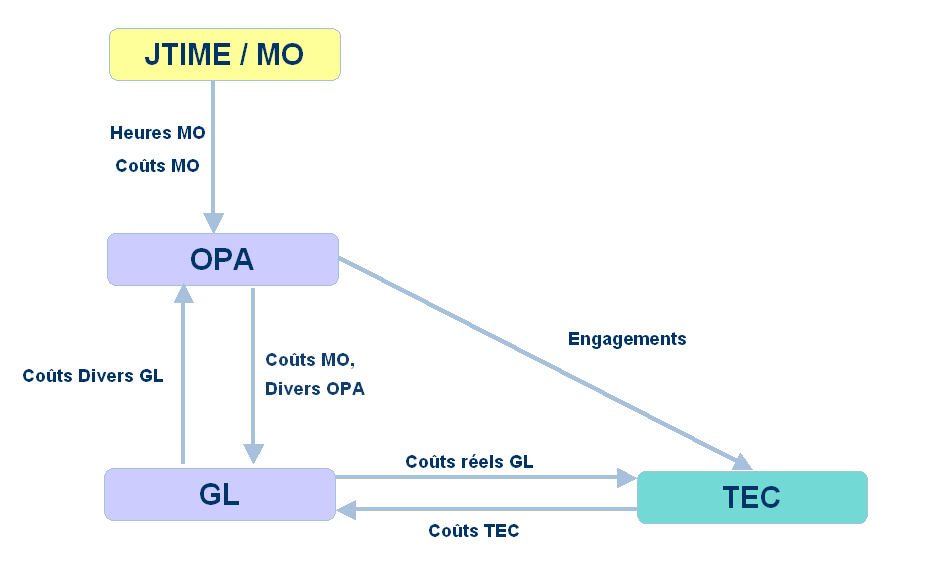 JTIME / MO
Heures MO
Coûts MO
OPA
Engagements
Coûts MO,
Divers OPA
Coûts Divers GL
Coûts réels GL
GL
TEC
Coûts TEC